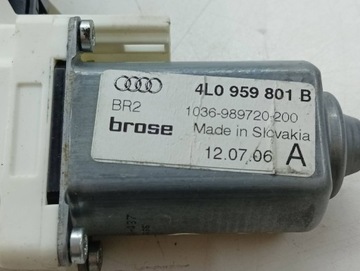 4L0 959 801 B
BR2 1036-989720-200
brose Made in Slovakia
12.07.06 A